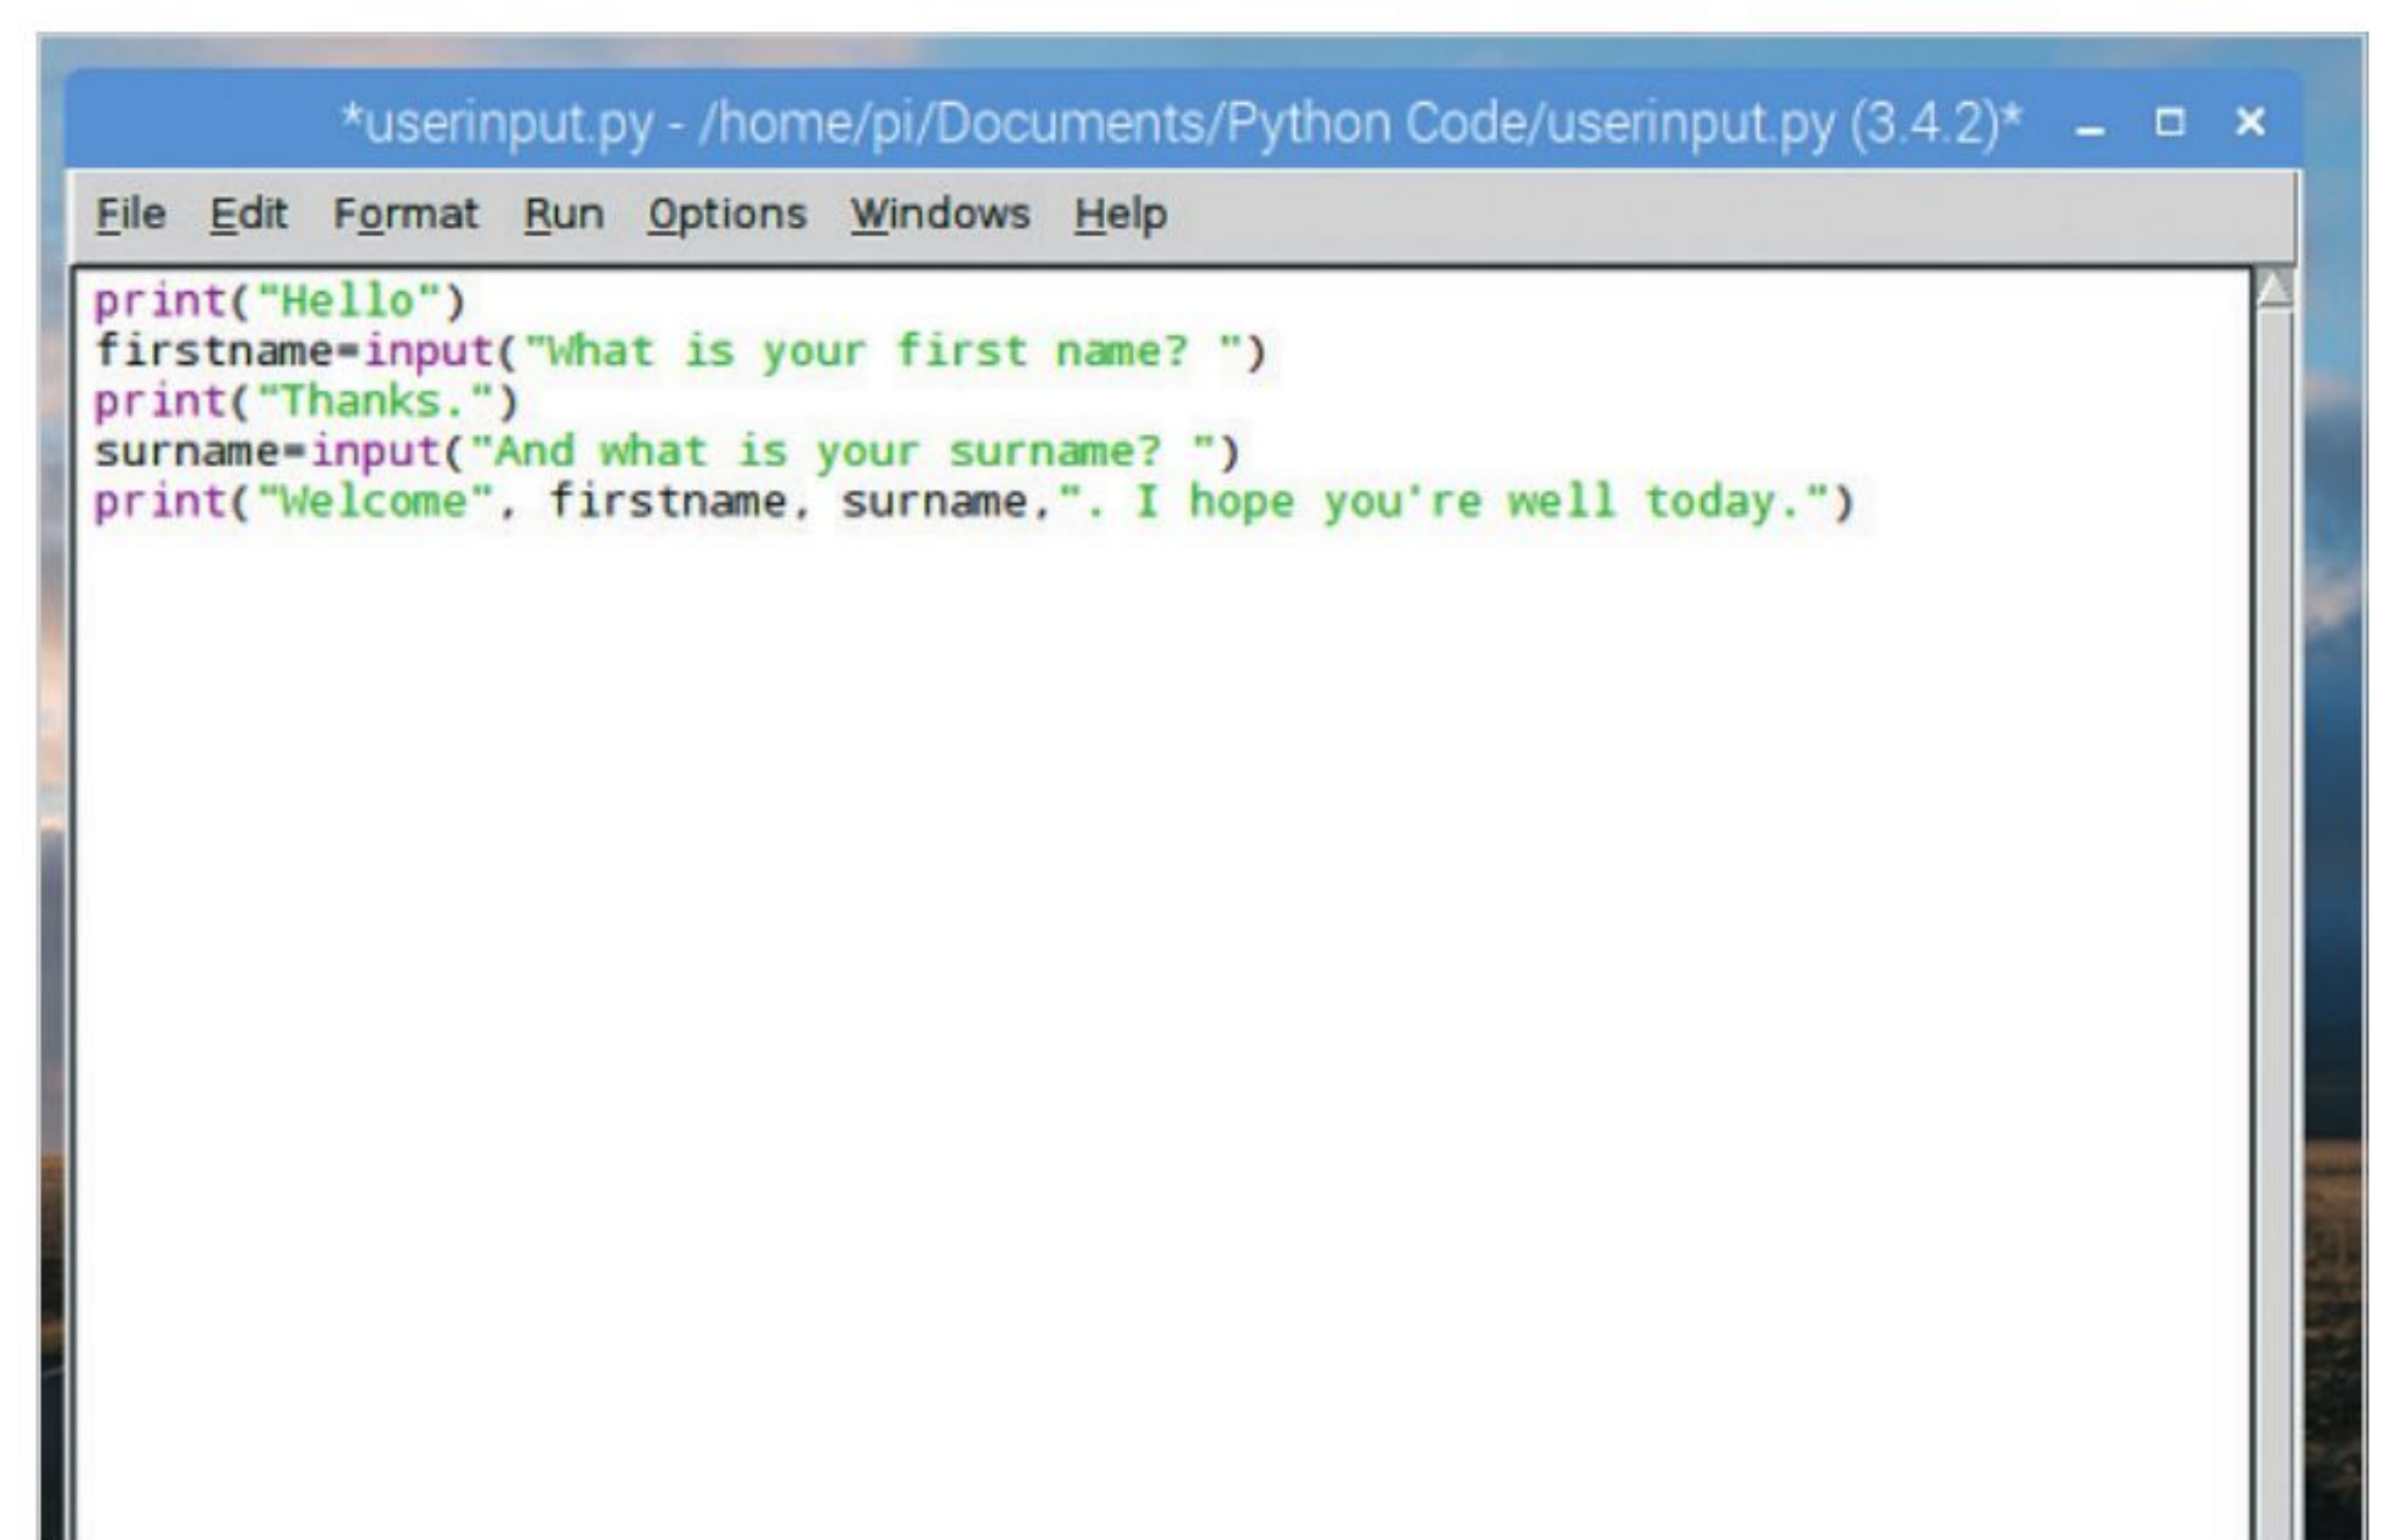 *userinput.py - /home/pi/Documents/Python Code/userinput.py (3.4.2)*
File Edit Format Run Options Windows Help
print("Hello")
firstname=input("What is your first name? ")
print("Thanks.")
surname=input("And what is your surname? ")
print("Welcome", firstname, surname,". I hope you're well today.")